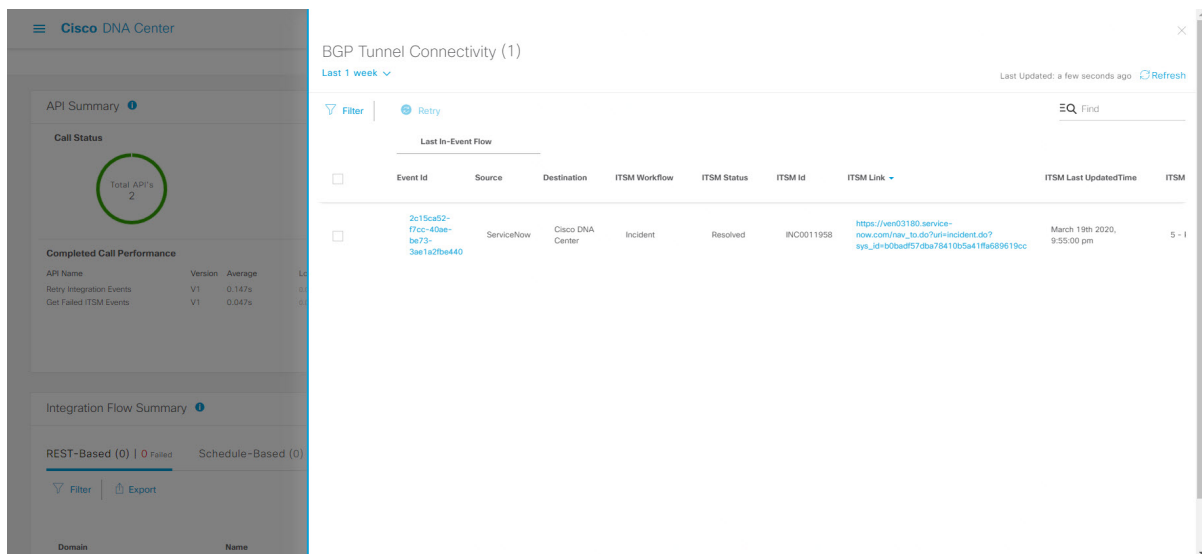 Cisco DNA Center
API Summary
Call Status
Total API's
2
Completed Call Performance
API Name Version Average
Retry Integration Events V1 0.147s
Get Failed ITSM Events V1 0.047s
Integration Flow Summary
REST-Based (0) | 0 Failed Schedule-Based (0)
Filter Export
Domain Name
BGP Tunnel Connectivity (1)
Last 1 week
Last Updated: a few seconds ago Refresh
Filter Retry
Find
Last In-Event Flow
Event Id Source Destination ITSM Workflow ITSM Status ITSM Id ITSM Link ITSM Last UpdatedTime ITSM
2c15ca52-
f7cc-40ae-
be73-
3ae1a2fbe440
ServiceNow
Cisco DNA
Center
Incident
Resolved
INC0011958
https://ven03180.service-
now.com/nav_to.do?uri=incident.do?
sys_id=b0badf57dba78410b5a41ffa689619cc
March 19th 2020,
9:55:00 pm
5 -